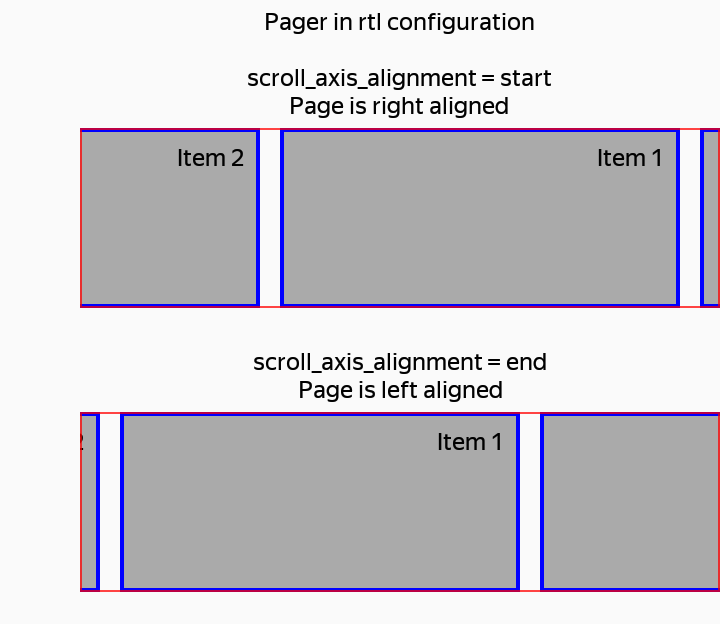 Pager in rtl configuration
scroll_axis_alignment = start
Page is right aligned
Item 2
Item 1
scroll_axis_alignment = end
Page is left aligned
Item 1